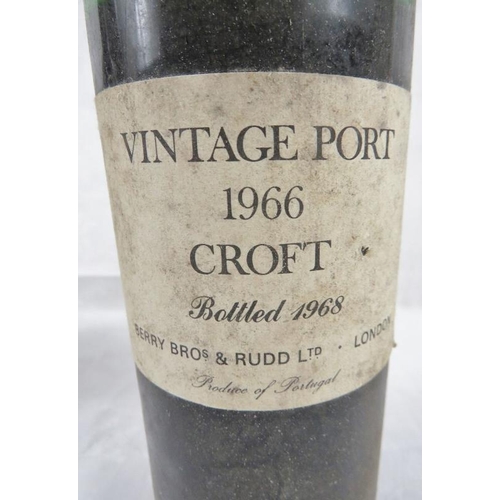 VINTAGE PORT
1966
CROFT
Bottled 1968
BERRY BROS & RUDD LTD · LONDON
Produce of Portugal